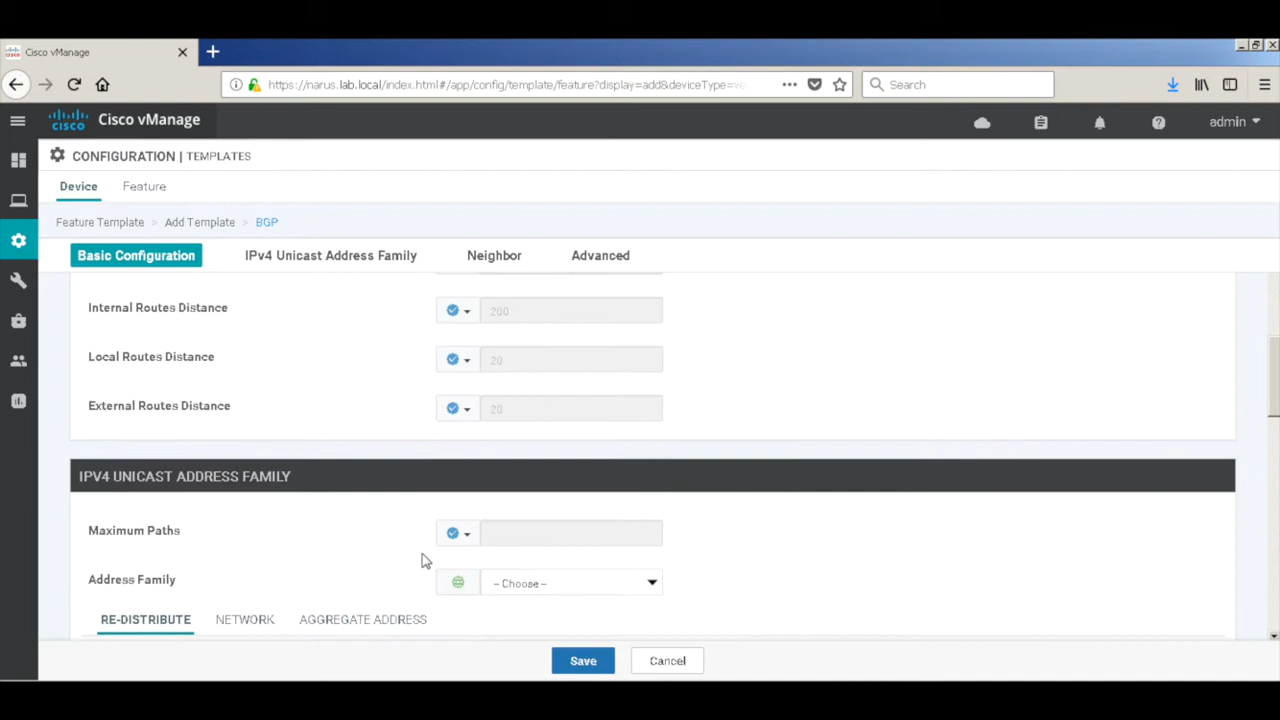 Cisco vManage
https://narus.lab.local/index.html#/app/config/template/feature?display=add&deviceType=ve
Search
CISCO
Cisco vManage
admin
CONFIGURATION | TEMPLATES
Device
Feature
Feature Template > Add Template > BGP
Basic Configuration
IPv4 Unicast Address Family
Neighbor
Advanced
Internal Routes Distance
200
Local Routes Distance
20
External Routes Distance
20
IPV4 UNICAST ADDRESS FAMILY
Maximum Paths
Address Family
-- Choose --
RE-DISTRIBUTE
NETWORK
AGGREGATE ADDRESS
Save
Cancel